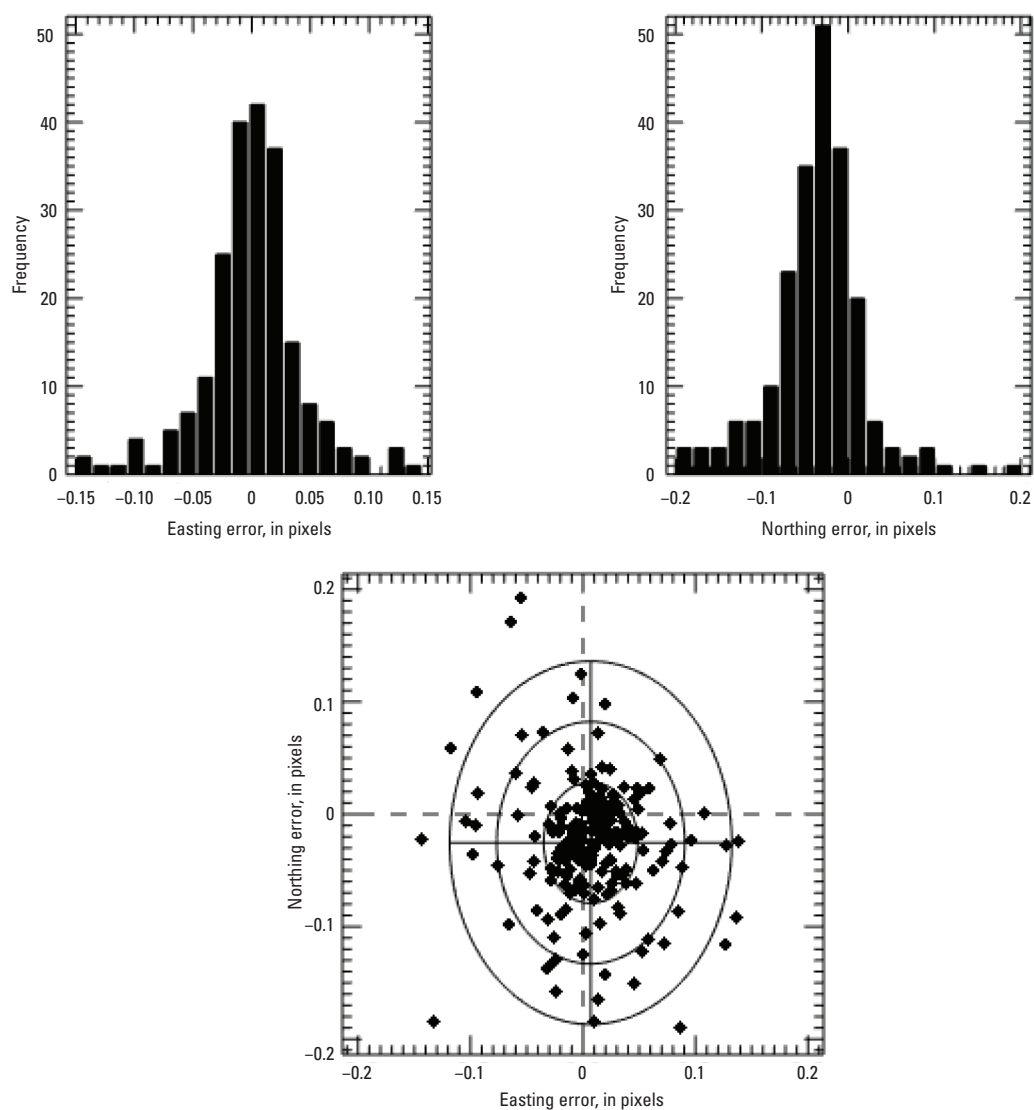 50
40
30
20
10
0
Frequency
−0.15 −0.10 −0.05 0 0.05 0.10 0.15
Easting error, in pixels
50
40
30
20
10
0
Frequency
−0.2 −0.1 0 0.1 0.2
Northing error, in pixels
0.2
0.1
0
−0.1
−0.2
Northing error, in pixels
−0.2 −0.1 0 0.1 0.2
Easting error, in pixels